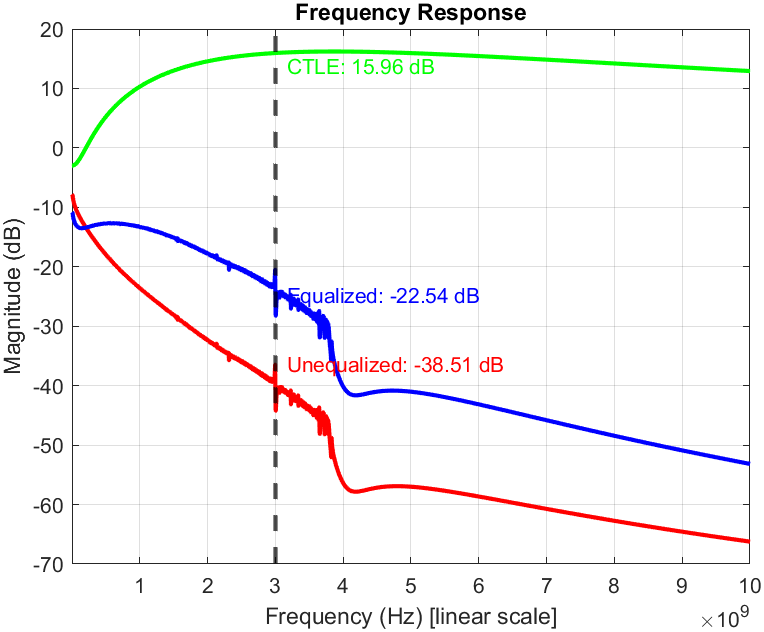 Frequency Response
20
10
0
-10
-20
-30
-40
-50
-60
-70
Magnitude (dB)
CTLE: 15.96 dB
Equalized: -22.54 dB
Unequalized: -38.51 dB
1 2 3 4 5 6 7 8 9 10
Frequency (Hz) [linear scale]
×10⁹